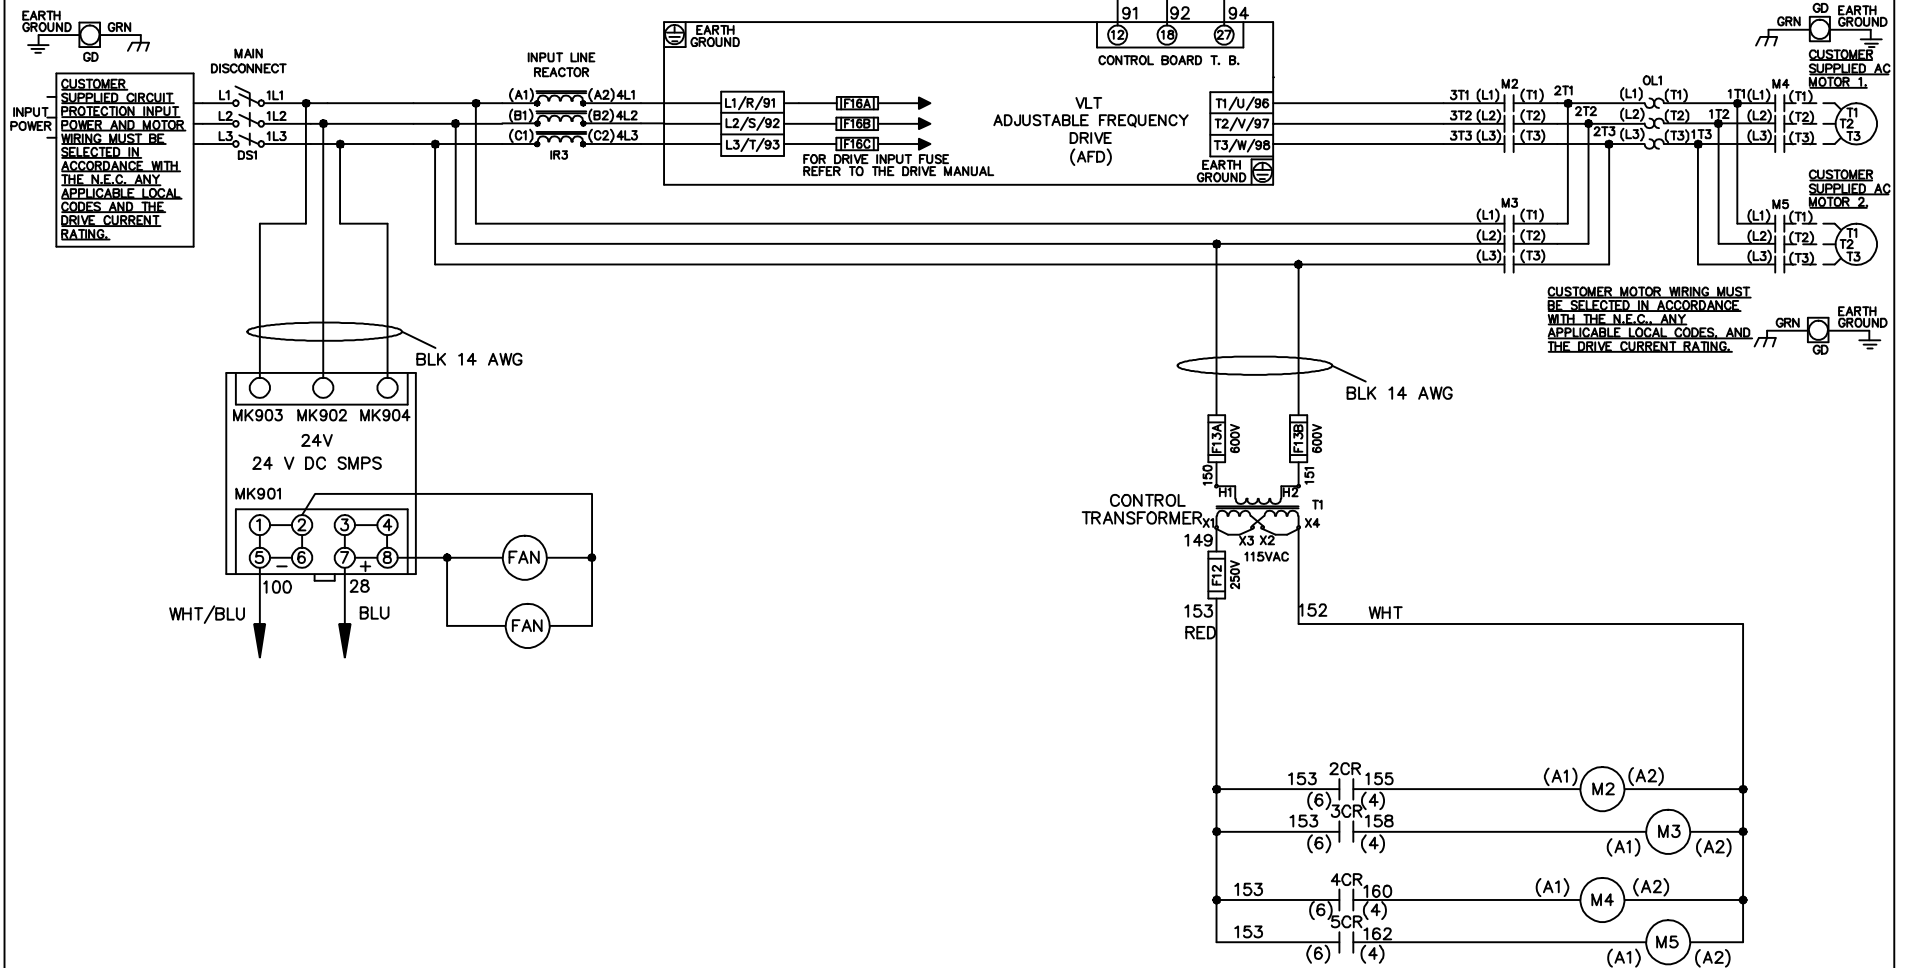 EARTH
GROUND
GRN
GD
CUSTOMER
SUPPLIED CIRCUIT
PROTECTION INPUT
POWER AND MOTOR
WIRING MUST BE
SELECTED IN
ACCORDANCE WITH
THE N.E.C. ANY
APPLICABLE LOCAL
CODES AND THE
DRIVE CURRENT
RATING.
INPUT
POWER
MAIN
DISCONNECT
L1 1L1
L2 1L2
L3 1L3
DS1
INPUT LINE
REACTOR
(A1) (A2) 4L1
(B1) (B2) 4L2
(C1) (C2) 4L3
IR3
EARTH
GROUND
L1/R/91
L2/S/92
L3/T/93
F16A
F16B
F16C
FOR DRIVE INPUT FUSE
REFER TO THE DRIVE MANUAL
91 92 94
12 18 27
CONTROL BOARD T. B.
VLT
ADJUSTABLE FREQUENCY
DRIVE
(AFD)
T1/U/96
T2/V/97
T3/W/98
EARTH
GROUND
M2
3T1 (L1) (T1) 2T1
3T2 (L2) (T2) 2T2
3T3 (L3) (T3) 2T3
OL1
(L1) (T1) 1T1
(L2) (T2) 1T2
(L3) (T3) 1T3
M4
(L1) (T1)
(L2) (T2)
(L3) (T3)
T1
T2
T3
GD
GRN
EARTH
GROUND
CUSTOMER
SUPPLIED AC
MOTOR 1.
CUSTOMER
SUPPLIED AC
MOTOR 2.
M3
(L1) (T1)
(L2) (T2)
(L3) (T3)
M5
(L1) (T1)
(L2) (T2)
(L3) (T3)
T1
T2
T3
CUSTOMER MOTOR WIRING MUST
BE SELECTED IN ACCORDANCE
WITH THE N.E.C., ANY
APPLICABLE LOCAL CODES, AND
THE DRIVE CURRENT RATING.
GRN
GD
EARTH
GROUND
BLK 14 AWG
MK903 MK902 MK904
24V
24 V DC SMPS
MK901
1 2 3 4
5 − 6 7 + 8
100 28
WHT/BLU
BLU
FAN
FAN
BLK 14 AWG
F13A
600V
F13B
600V
150
151
H1 H2
T1
CONTROL
TRANSFORMER
X1 X4
X3 X2
115VAC
149
F12
250V
153
RED
152 WHT
2CR
153 155
(6) (4)
(A1) M2 (A2)
3CR
153 158
(6) (4)
(A1) M3 (A2)
4CR
153 160
(6) (4)
(A1) M4 (A2)
5CR
153 162
(6) (4)
(A1) M5 (A2)